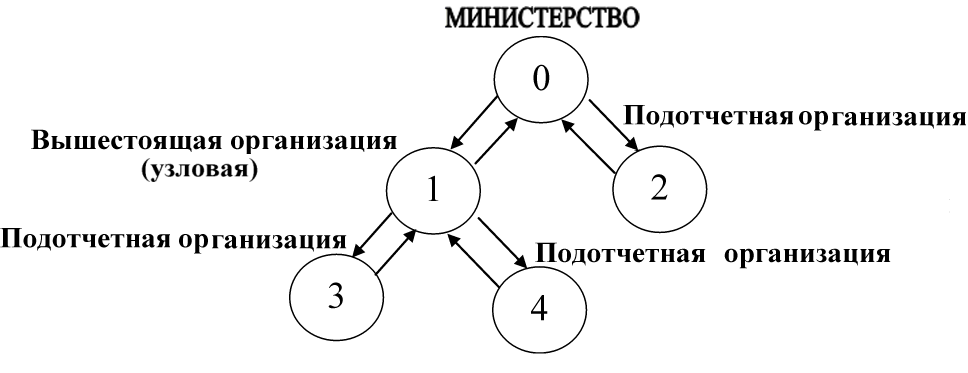 МИНИСТЕРСТВО
0
Подотчетная организация
Вышестоящая организация
(узловая)
1
2
Подотчетная организация
Подотчетная организация
3
4